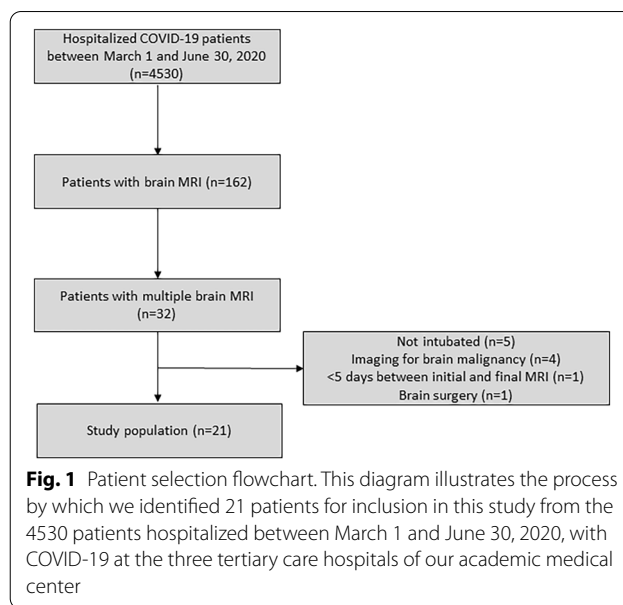 Hospitalized COVID-19 patients
between March 1 and June 30, 2020
(n=4530)
Patients with brain MRI (n=162)
Patients with multiple brain MRI
(n=32)
Not intubated (n=5)
Imaging for brain malignancy (n=4)
<5 days between initial and final MRI (n=1)
Brain surgery (n=1)
Study population (n=21)
Fig. 1 Patient selection flowchart. This diagram illustrates the process
by which we identified 21 patients for inclusion in this study from the
4530 patients hospitalized between March 1 and June 30, 2020, with
COVID-19 at the three tertiary care hospitals of our academic medical
center